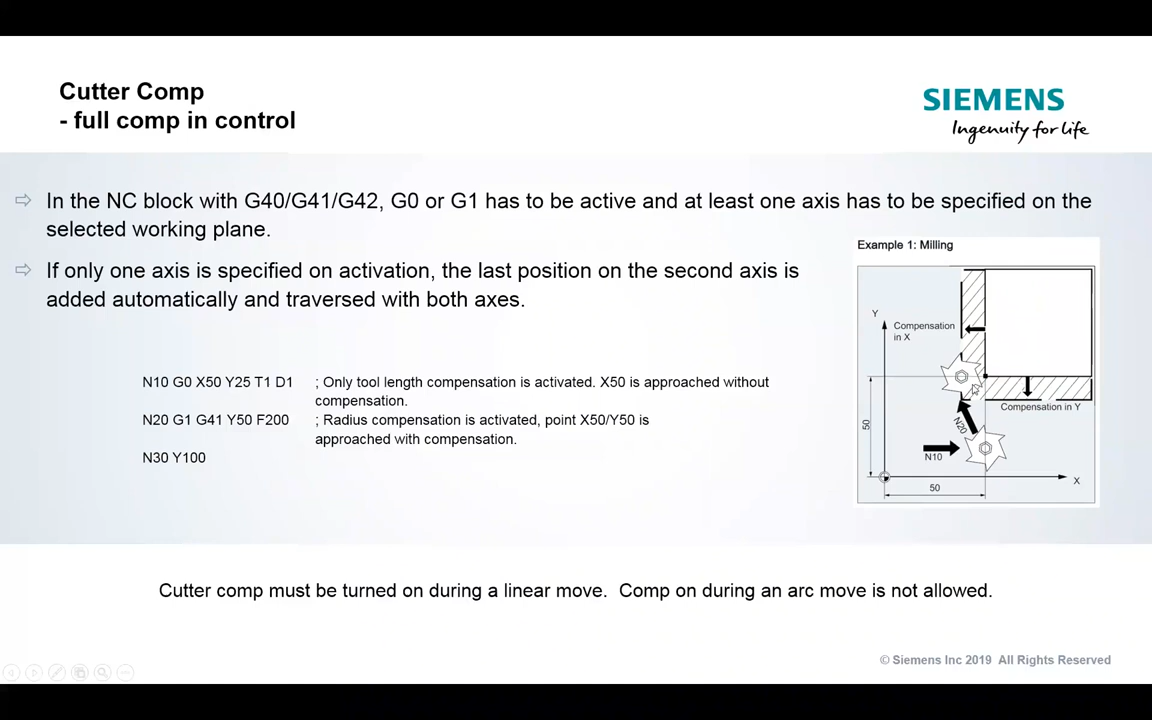 Cutter Comp
- full comp in control
SIEMENS
Ingenuity for life
In the NC block with G40/G41/G42, G0 or G1 has to be active and at least one axis has to be specified on the
selected working plane.
If only one axis is specified on activation, the last position on the second axis is
added automatically and traversed with both axes.
N10 G0 X50 Y25 T1 D1 ; Only tool length compensation is activated. X50 is approached without
compensation.
N20 G1 G41 Y50 F200 ; Radius compensation is activated, point X50/Y50 is
approached with compensation.
N30 Y100
Example 1: Milling
Y
Compensation
in X
Compensation in Y
50
N20
N10
X
50
Cutter comp must be turned on during a linear move. Comp on during an arc move is not allowed.
© Siemens Inc 2019 All Rights Reserved